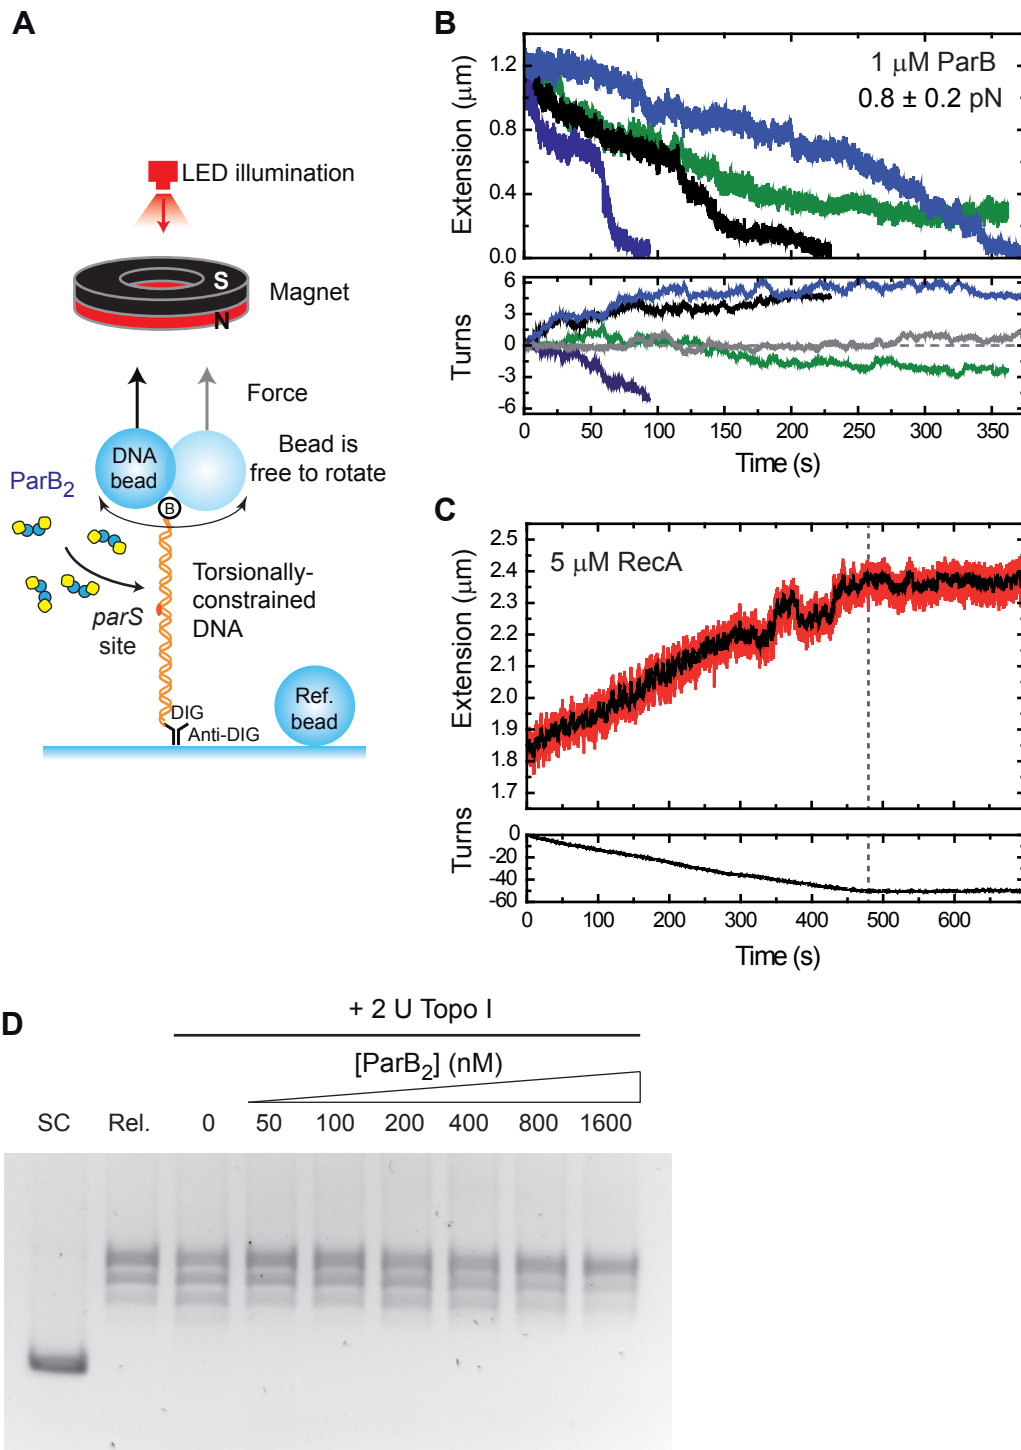 A
LED illumination
S
N
Magnet
Force
DNA
bead
Bead is
free to rotate
ParB2
B
Torsionally-
constrained
DNA
parS
site
DIG
Anti-DIG
Ref.
bead
B
1 μM ParB
0.8 ± 0.2 pN
Extension (μm)
1.2
0.8
0.4
0.0
Turns
6
3
0
-3
-6
0 50 100 150 200 250 300 350
Time (s)
C
5 μM RecA
Extension (μm)
2.5
2.4
2.3
2.2
2.1
2.0
1.9
1.8
1.7
Turns
0
-20
-40
-60
0 100 200 300 400 500 600
Time (s)
D
+ 2 U Topo I
[ParB2] (nM)
SC Rel. 0 50 100 200 400 800 1600